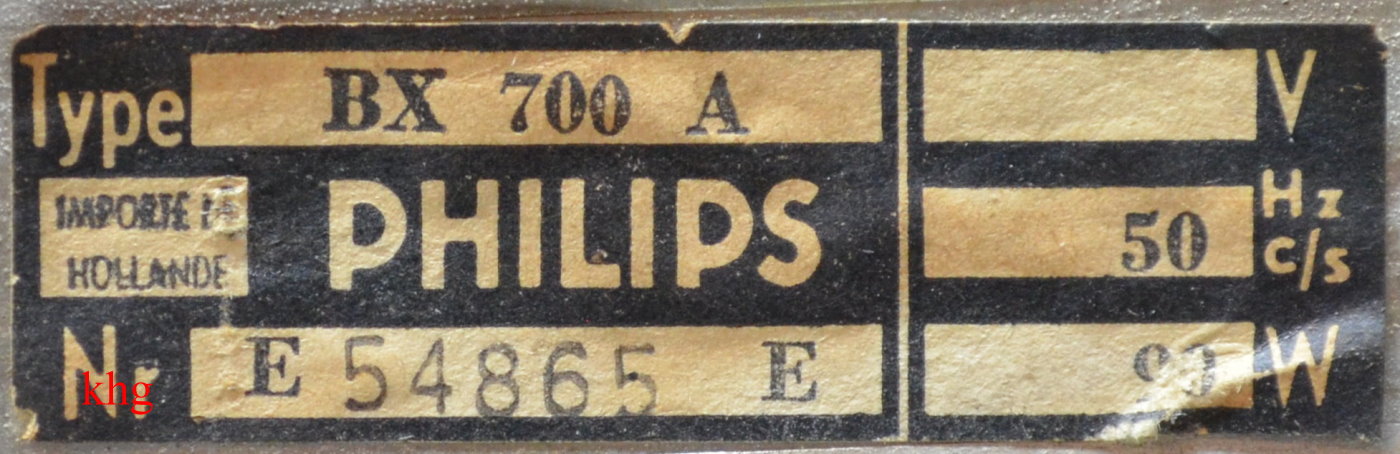 Type BX 700 A V
IMPORTE DE
HOLLANDE
PHILIPS
50 Hz
c/s
Nr E 54865 E W
khg